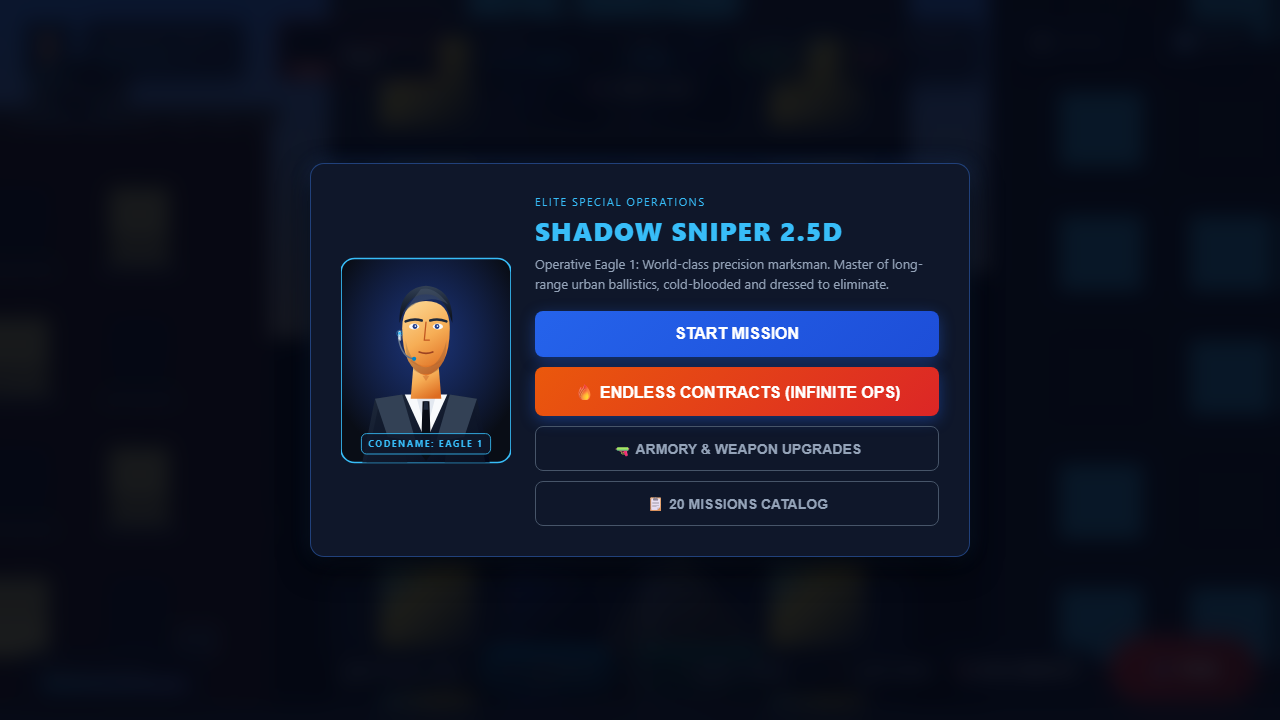 ELITE SPECIAL OPERATIONS
SHADOW SNIPER 2.5D
Operative Eagle 1: World-class precision marksman. Master of long-
range urban ballistics, cold-blooded and dressed to eliminate.
START MISSION
🔥 ENDLESS CONTRACTS (INFINITE OPS)
🔫 ARMORY & WEAPON UPGRADES
📋 20 MISSIONS CATALOG
CODENAME: EAGLE 1